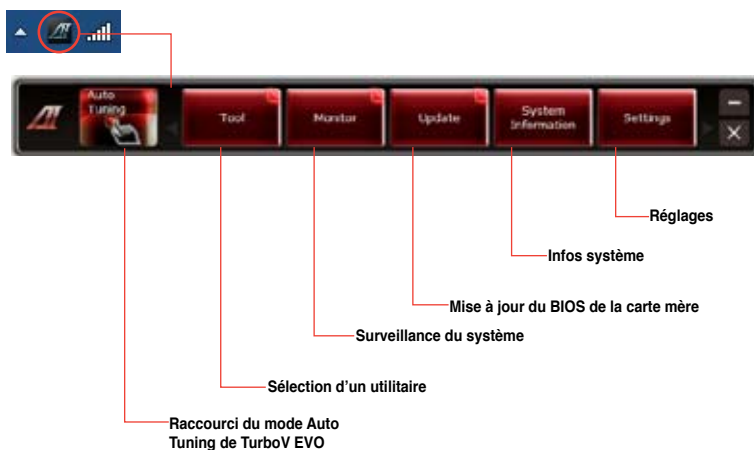 Auto
Tuning
Tool
Monitor
Update
System
Information
Settings
Réglages
Infos système
Mise à jour du BIOS de la carte mère
Surveillance du système
Sélection d’un utilitaire
Raccourci du mode Auto
Tuning de TurboV EVO